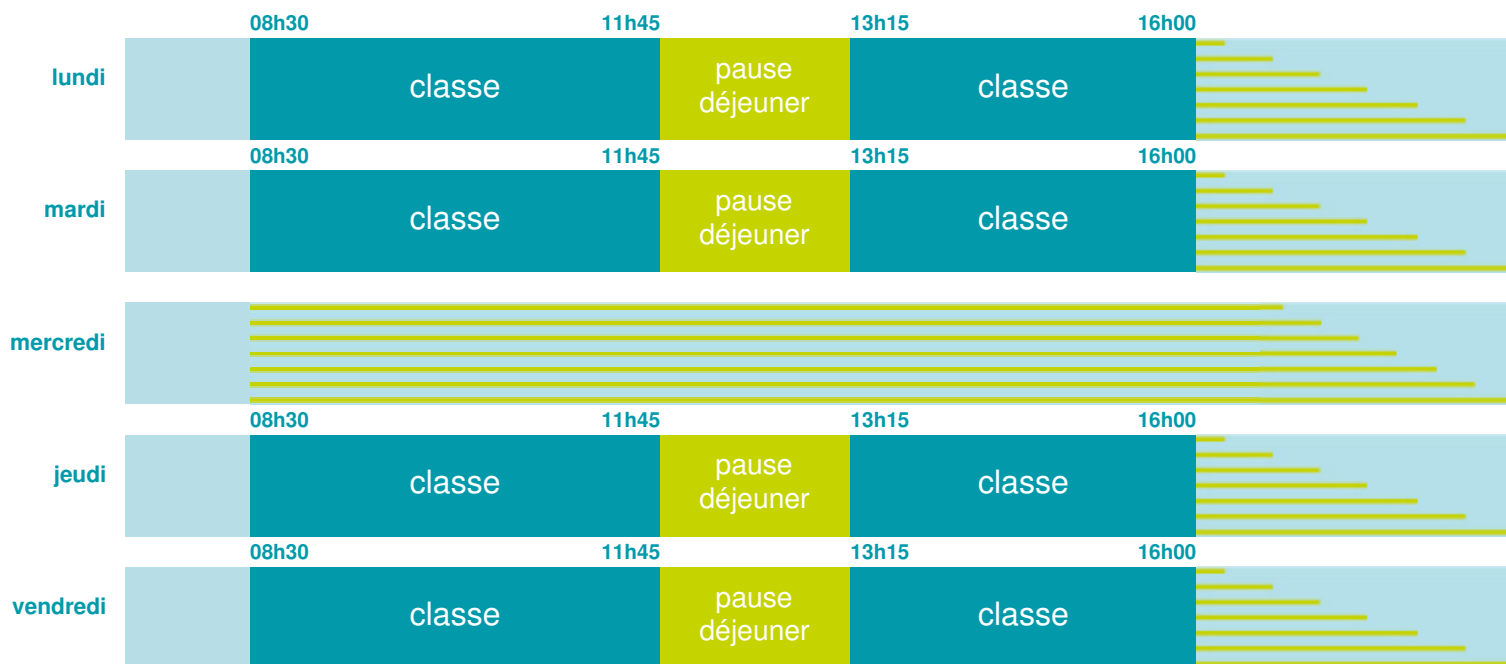 08h30 11h45 13h15 16h00
lundi classe pause déjeuner classe
08h30 11h45 13h15 16h00
mardi classe pause déjeuner classe
mercredi
08h30 11h45 13h15 16h00
jeudi classe pause déjeuner classe
08h30 11h45 13h15 16h00
vendredi classe pause déjeuner classe